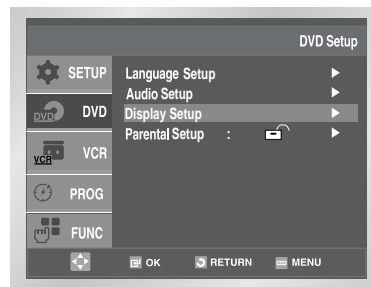 DVD Setup
SETUP
DVD DVD
VCR VCR
PROG
FUNC
Language Setup
Audio Setup
Display Setup
Parental Setup :
OK RETURN MENU